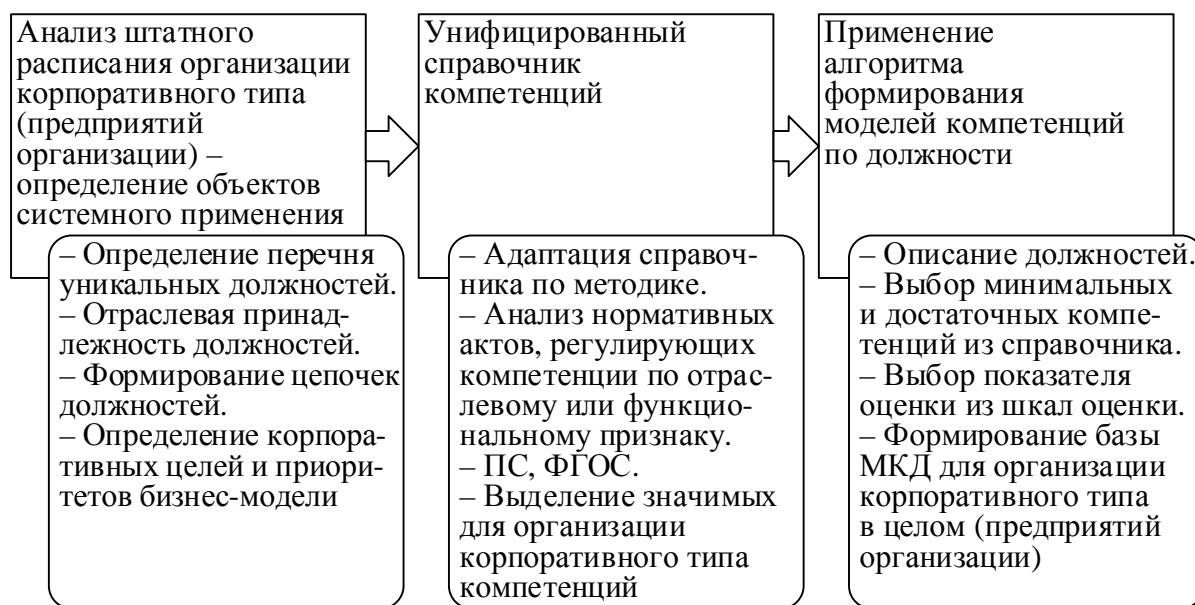 Анализ штатного
расписания организации
корпоративного типа
(предприятий
организации) –
определение объектов
системного применения
– Определение перечня
уникальных должностей.
– Отраслевая принад-
лежность должностей.
– Формирование цепочек
должностей.
– Определение корпора-
тивных целей и приори-
тетов бизнес-модели
Унифицированный
справочник
компетенций
– Адаптация справоч-
ника по методике.
– Анализ нормативных
актов, регулирующих
компетенции по отрас-
левому или функцио-
нальному признаку.
– ПС, ФГОС.
– Выделение значимых
для организации
корпоративного типа
компетенций
Применение
алгоритма
формирования
моделей компетенций
по должности
– Описание должностей.
– Выбор минимальных
и достаточных компе-
тенций из справочника.
– Выбор показателя
оценки из шкал оценки.
– Формирование базы
МКД для организации
корпоративного типа
в целом (предприятий
организации)